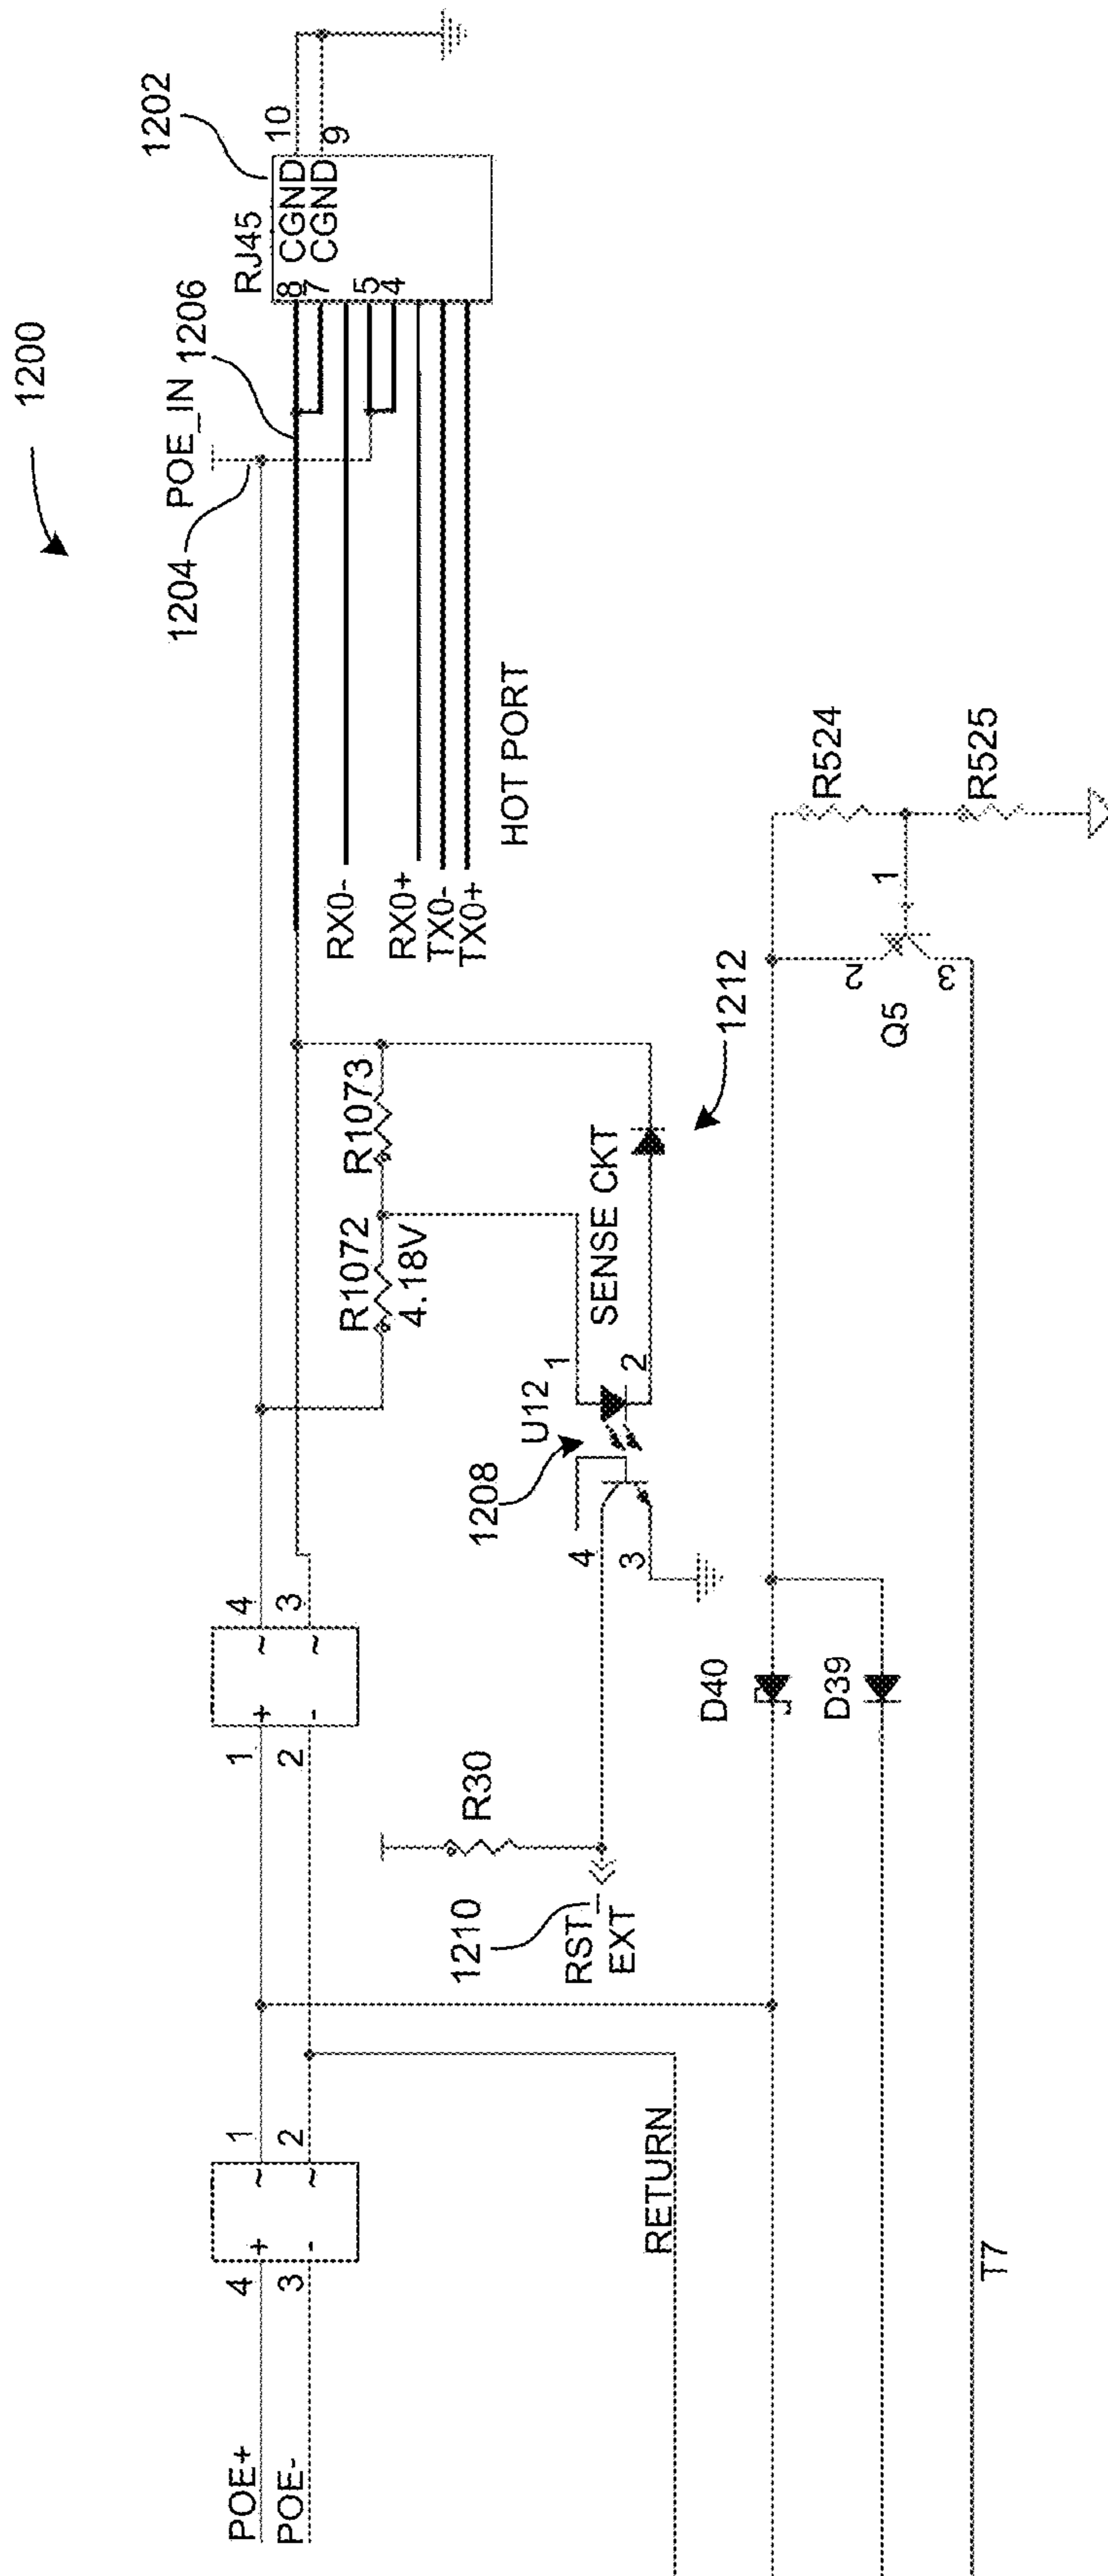 1200
1202
1204
POE_IN
1206
RJ45
8
7
5
4
CGND
CGND
10
9
RX0-
RX0+
TX0-
TX0+
HOT PORT
POE+
POE-
4
3
+
-
~
~
1
2
1
2
+
-
~
~
4
3
R1072
4.18V
R1073
SENSE CKT
1212
U12
1
2
1208
4
3
R30
1210
RST_
EXT
RETURN
D40
D39
Q5
2
3
1
R524
R525
T7